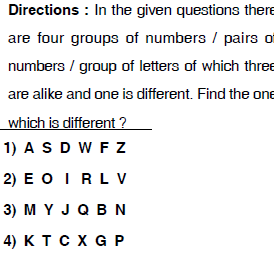 Directions : In the given questions there
are four groups of numbers / pairs of
numbers / group of letters of which three
are alike and one is different. Find the one
which is different ?
1) A S D W F Z
2) E O I R L V
3) M Y J Q B N
4) K T C X G P